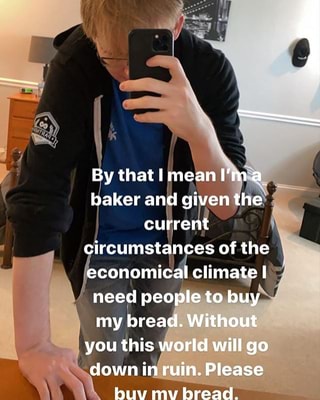 By that I mean I'm a
baker and given the
current
circumstances of the
economical climate I
need people to buy
my bread. Without
you this world will go
down in ruin. Please
buy my bread.